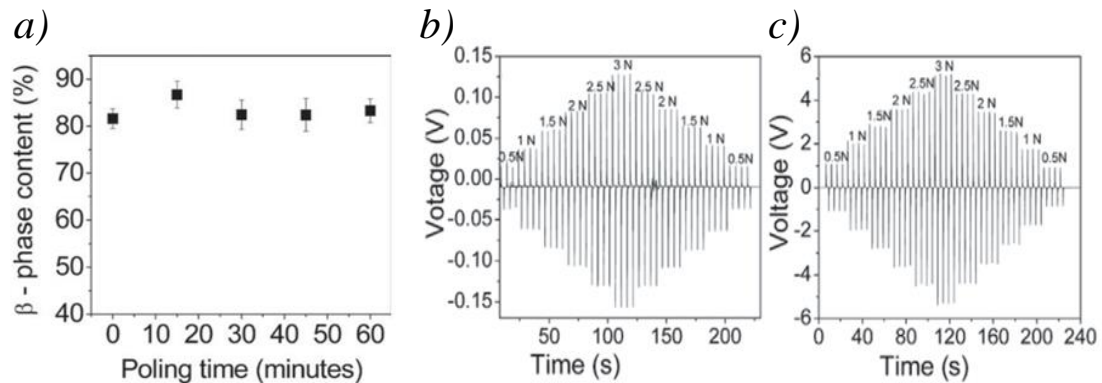 a)
β - phase content (%)
90
80
70
60
50
40
0 10 20 30 40 50 60
Poling time (minutes)
b)
Votage (V)
0.15
0.10
0.05
0.00
-0.05
-0.10
-0.15
0.5N 1 N 1.5 N 2 N 2.5 N 3 N 2.5 N 2 N 1.5 N 1 N 0.5N
50 100 150 200
Time (s)
c)
Voltage (V)
6
4
2
0
-2
-4
-6
0.5N 1 N 1.5N 2 N 2.5N 3 N 2.5N 2 N 1.5N 1 N 0.5N
0 40 80 120 160 200 240
Time (s)